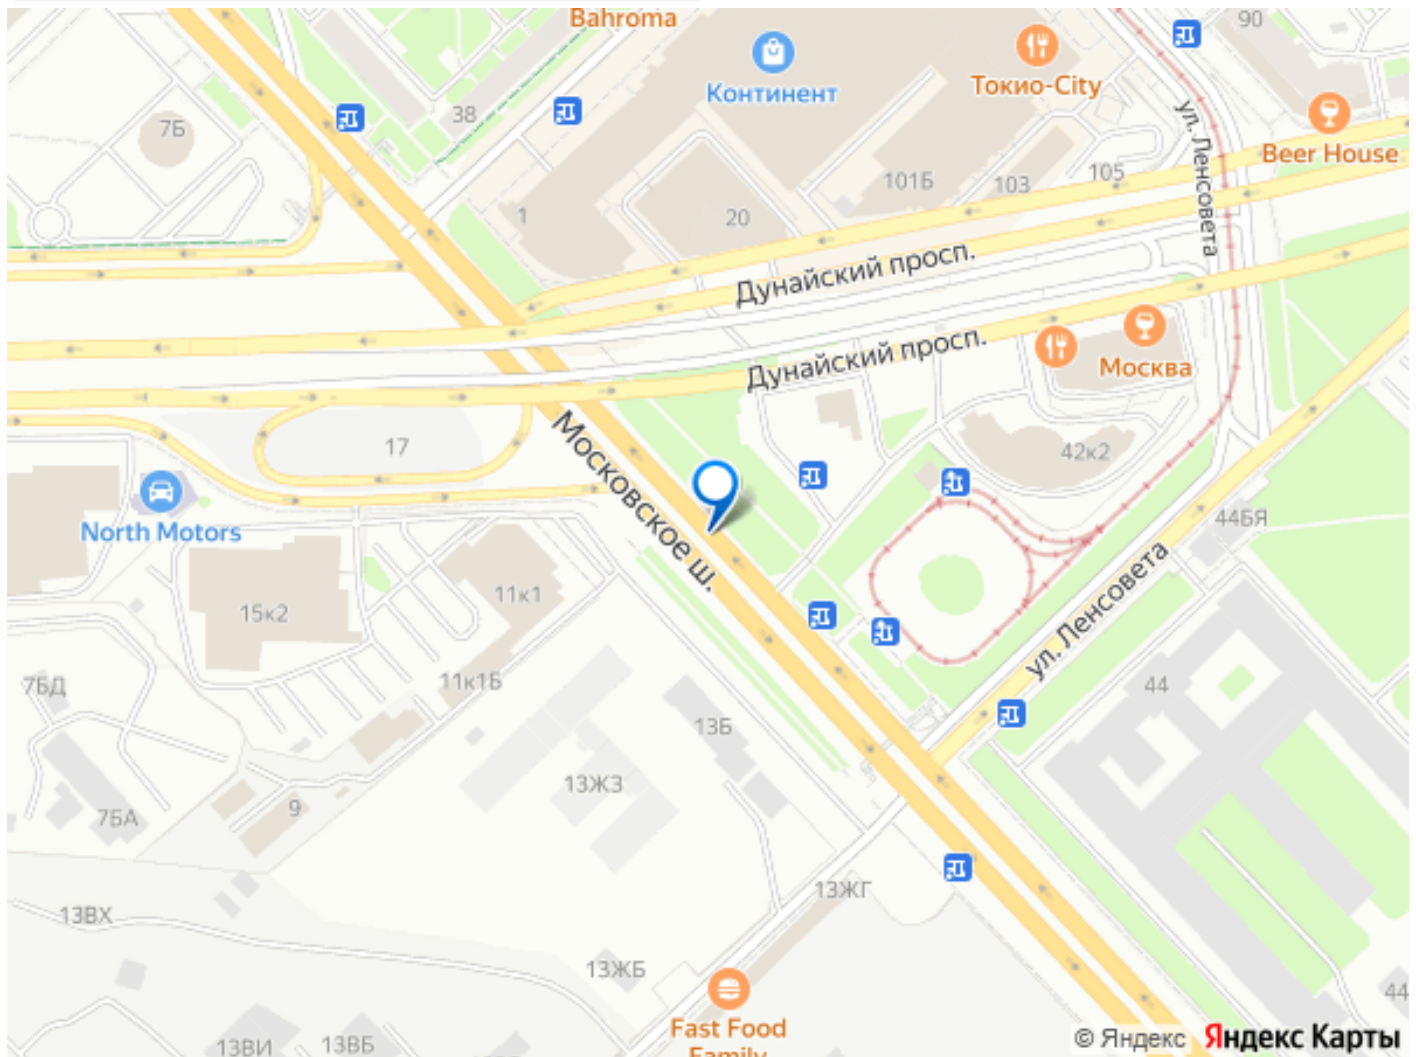 Bahroma
90
Континент
Токио-City
38
7Б
ул. Ленсовета
Beer House
101Б
103
105
1
20
Дунайский просп.
Дунайский просп.
Москва
Московское ш.
17
42к2
North Motors
44БЯ
15к2
11к1
ул. Ленсовета
7БД
11к1Б
44
13Б
13ЖЗ
9
7БА
13ЖГ
13ВХ
13ЖБ
44
Fast Food
Family
13ВИ
13ВБ
© Яндекс Яндекс Карты